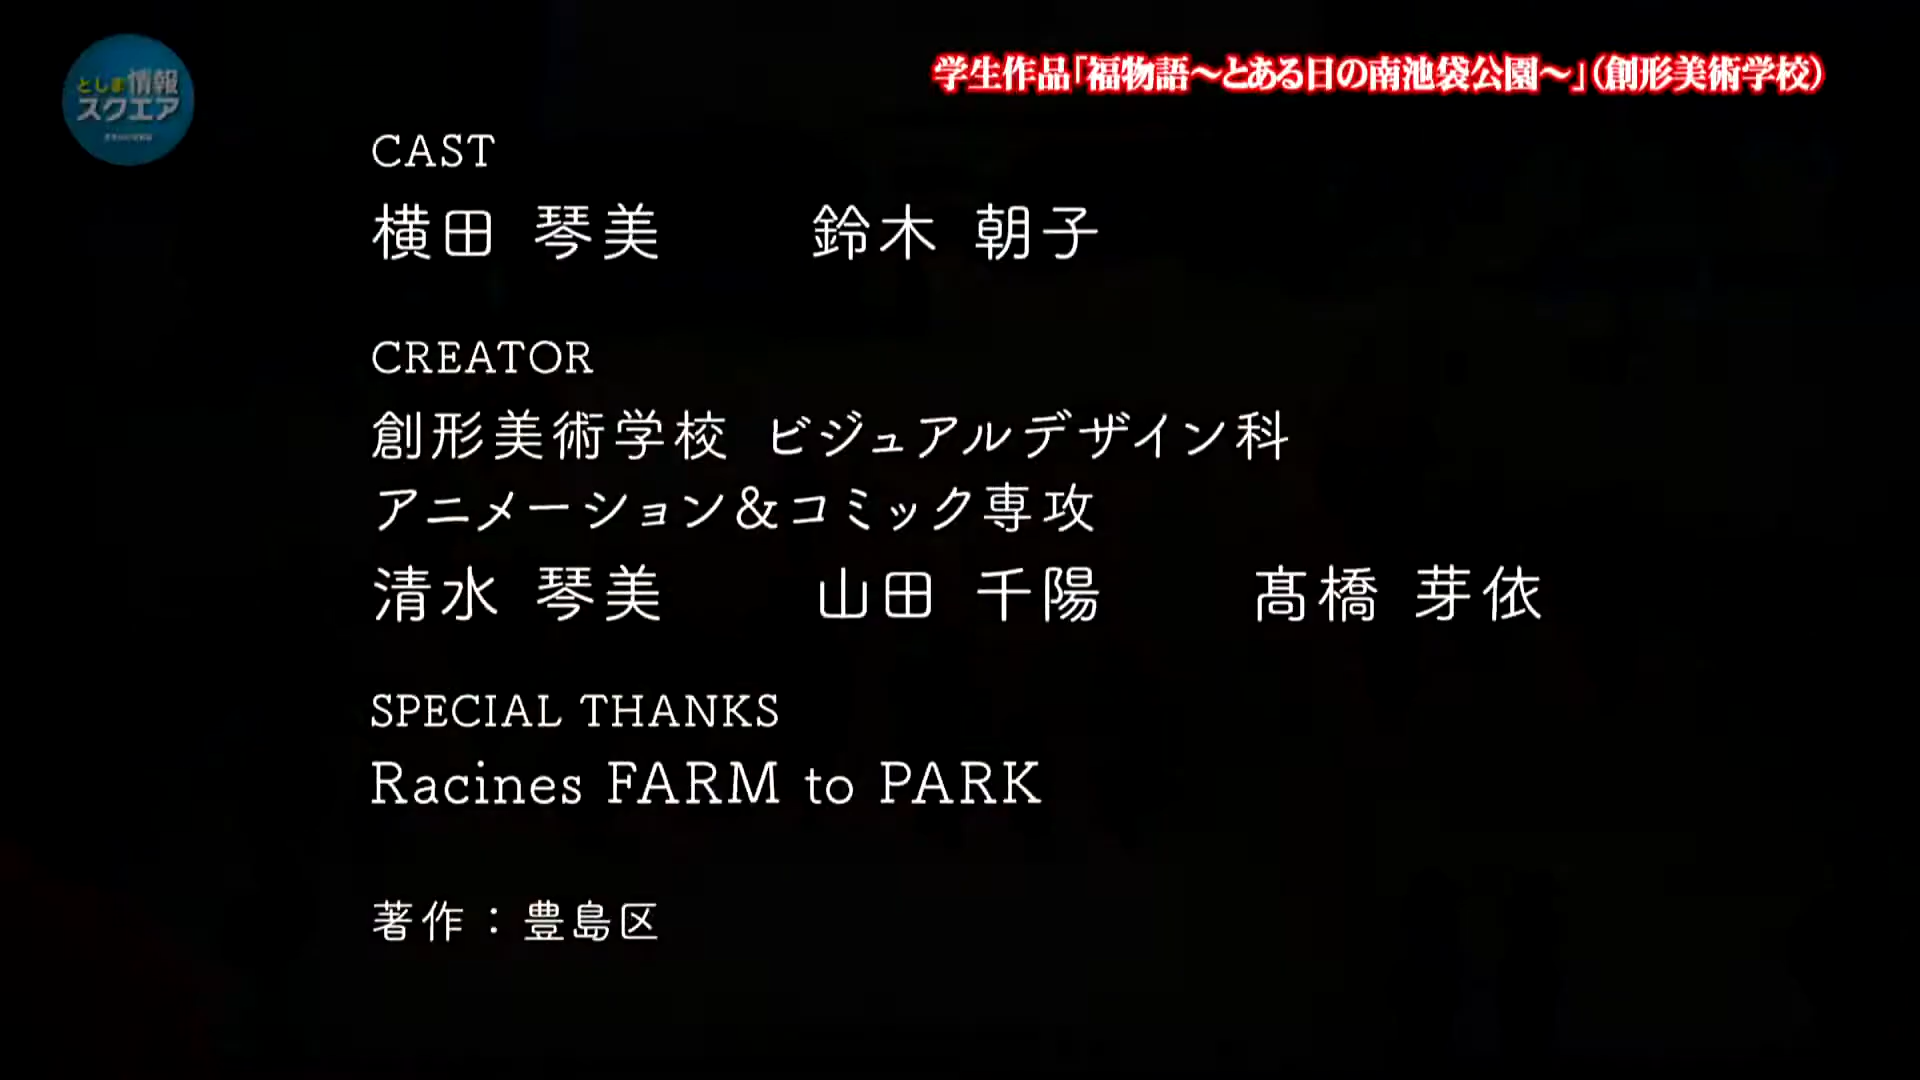 としま情報
スクエア
学生作品「福物語～とある日の南池袋公園～」（創形美術学校）
CAST
横田 琴美　鈴木 朝子
CREATOR
創形美術学校 ビジュアルデザイン科
アニメーション＆コミック専攻
清水 琴美　山田 千陽　髙橋 芽依
SPECIAL THANKS
Racines FARM to PARK
著作：豊島区